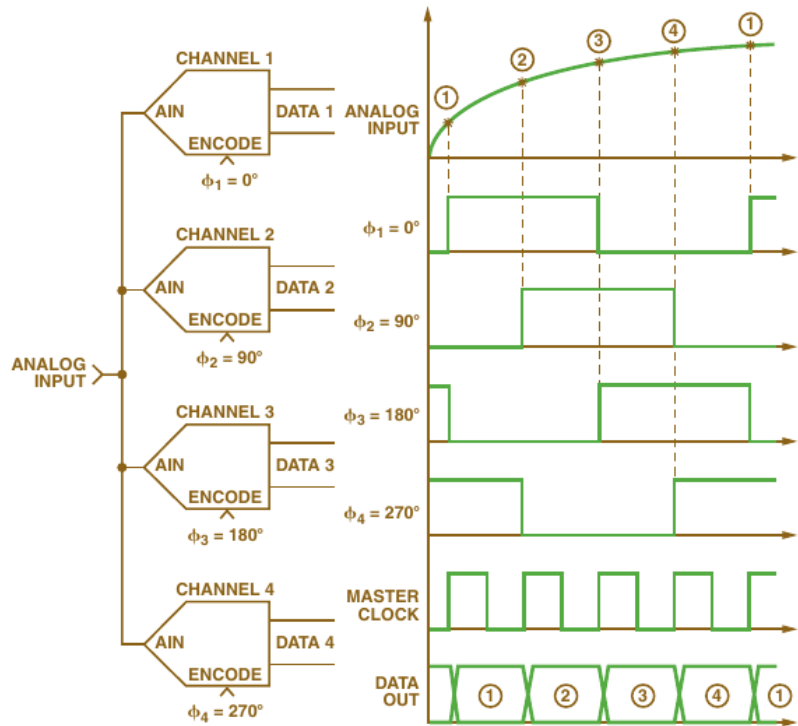 CHANNEL 1
AIN
DATA 1
ENCODE
ϕ1 = 0°
CHANNEL 2
AIN
DATA 2
ENCODE
ϕ2 = 90°
ANALOG
INPUT
CHANNEL 3
AIN
DATA 3
ENCODE
ϕ3 = 180°
CHANNEL 4
AIN
DATA 4
ENCODE
ϕ4 = 270°
1
2
3
4
1
ANALOG
INPUT
ϕ1 = 0°
ϕ2 = 90°
ϕ3 = 180°
ϕ4 = 270°
MASTER
CLOCK
DATA
OUT
1
2
3
4
1